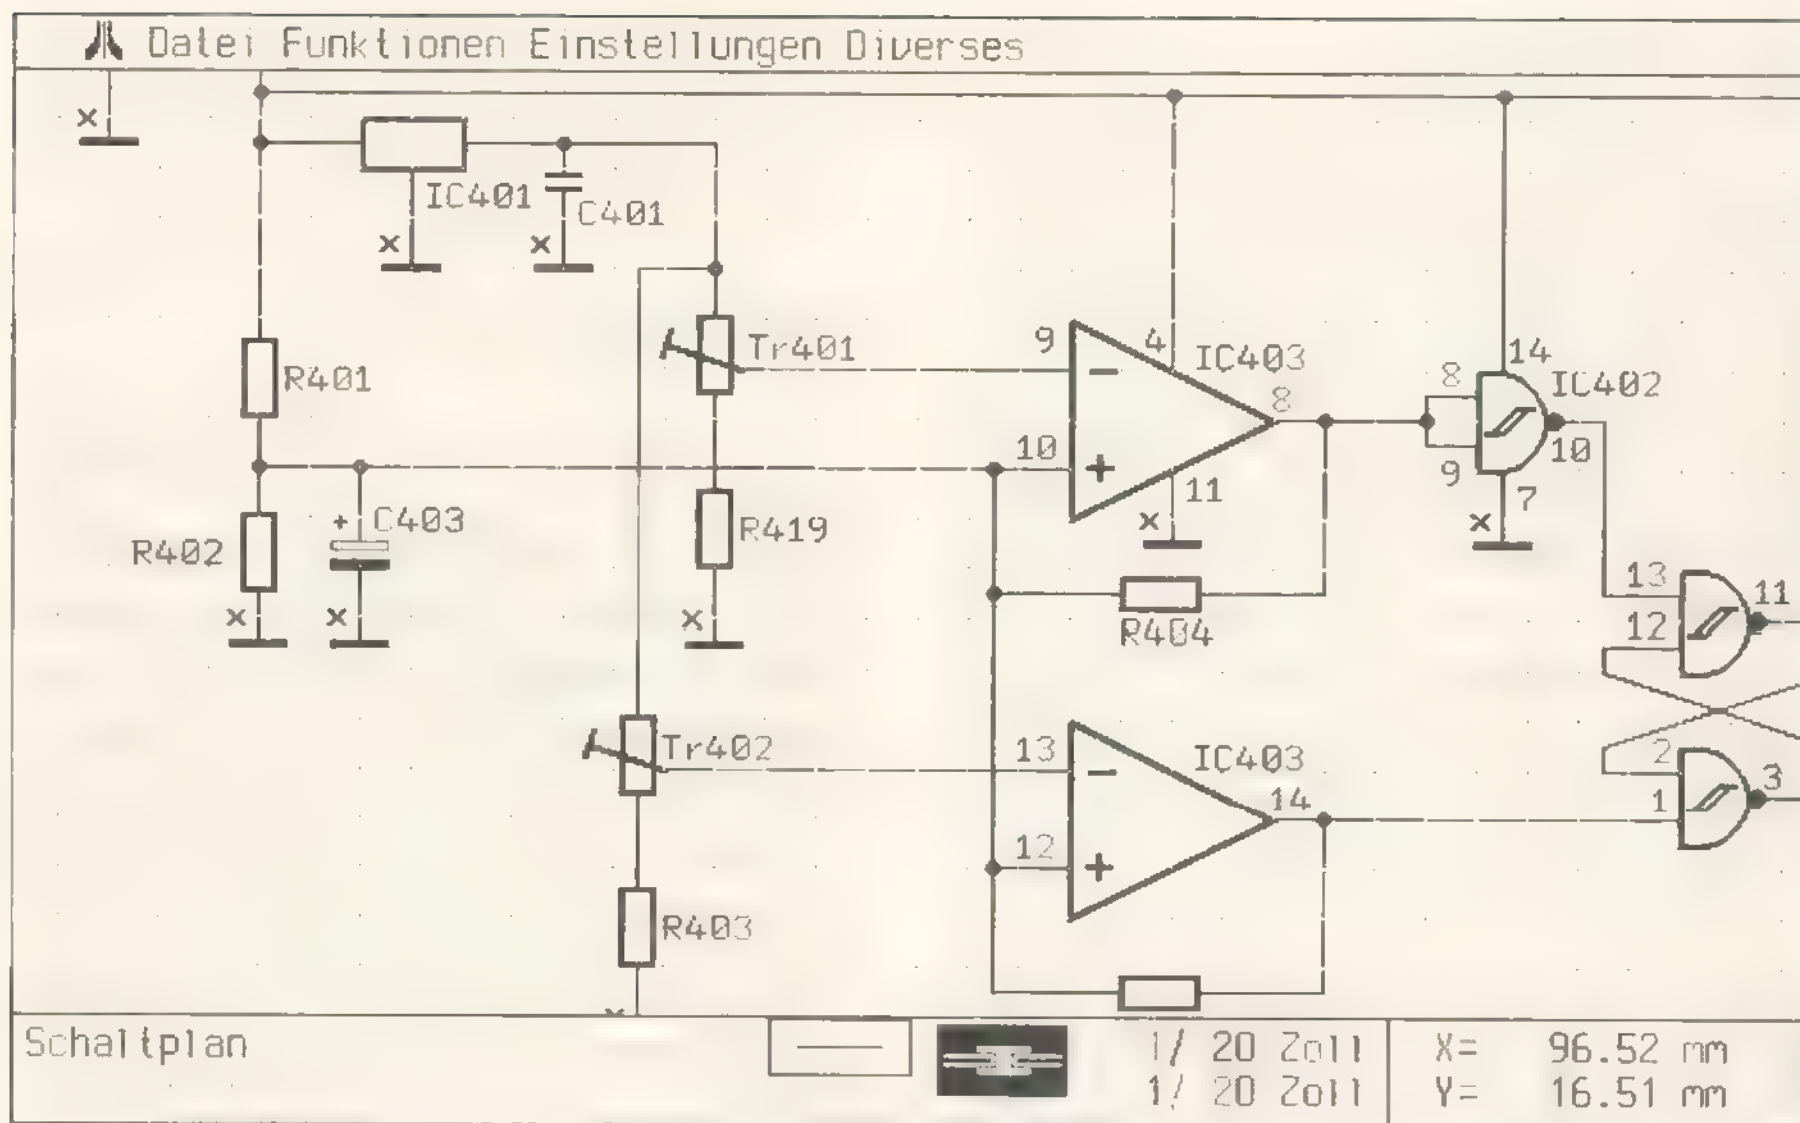 Datei Funktionen Einstellungen Diverses
x
IC401
C401
x
x
Tr401
R401
9
4
IC403
8
10
11
x
14
IC402
8
9
10
7
x
C403
+
R402
x
x
R419
x
R404
13
12
11
Tr402
13
IC403
14
12
2
1
3
R403
x
Schaltplan
1/ 20 Zoll
1/ 20 Zoll
X= 96.52 mm
Y= 16.51 mm